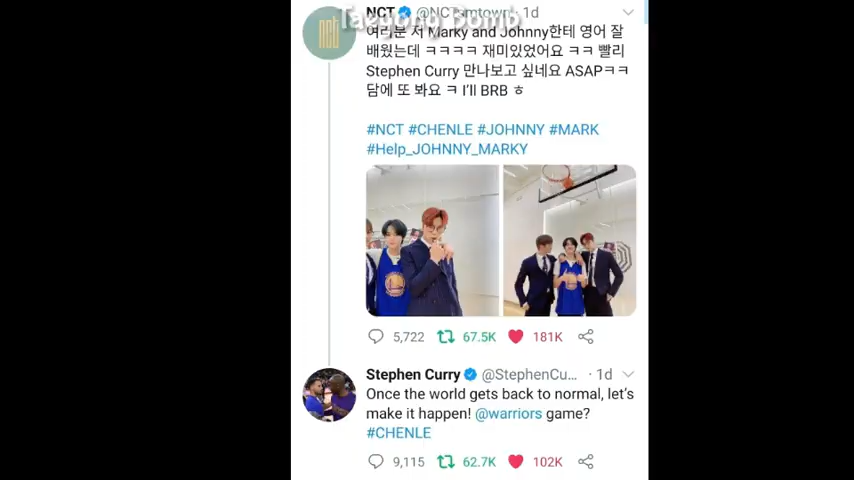 Taeyong Bomb
NCT @NCTsmtown · 1d
여러분 저 Marky and Johnny한테 영어 잘
배웠는데 ㅋㅋㅋㅋ 재미있었어요 ㅋㅋ 빨리
Stephen Curry 만나보고 싶네요 ASAPㅋㅋ
담에 또 봐요 ㅋ I'll BRB ㅎ
#NCT #CHENLE #JOHNNY #MARK
#Help_JOHNNY_MARKY
5,722 67.5K 181K
Stephen Curry @StephenCu... · 1d
Once the world gets back to normal, let's
make it happen! @warriors game?
#CHENLE
9,115 62.7K 102K